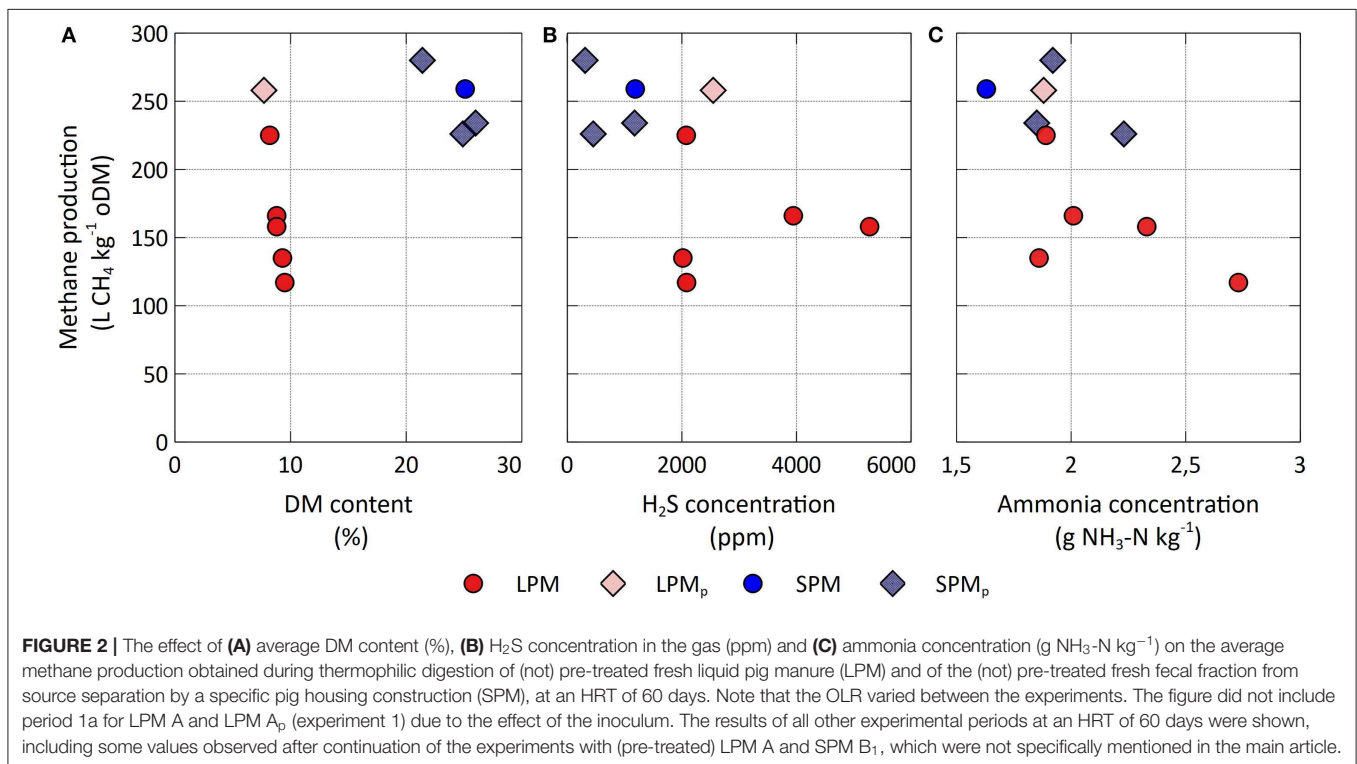 A B C
300
250
200
150
100
50
0
Methane production
(L CH₄ kg⁻¹ oDM)
0 10 20 30
0 2000 4000 6000
1,5 2 2,5 3
DM content
(%)
H₂S concentration
(ppm)
Ammonia concentration
(g NH₃-N kg⁻¹)
LPM LPMₚ SPM SPMₚ
FIGURE 2 | The effect of (A) average DM content (%), (B) H₂S concentration in the gas (ppm) and (C) ammonia concentration (g NH₃-N kg⁻¹) on the average
methane production obtained during thermophilic digestion of (not) pre-treated fresh liquid pig manure (LPM) and of the (not) pre-treated fresh fecal fraction from
source separation by a specific pig housing construction (SPM), at an HRT of 60 days. Note that the OLR varied between the experiments. The figure did not include
period 1a for LPM A and LPM Aₚ (experiment 1) due to the effect of the inoculum. The results of all other experimental periods at an HRT of 60 days were shown,
including some values observed after continuation of the experiments with (pre-treated) LPM A and SPM B₁, which were not specifically mentioned in the main article.